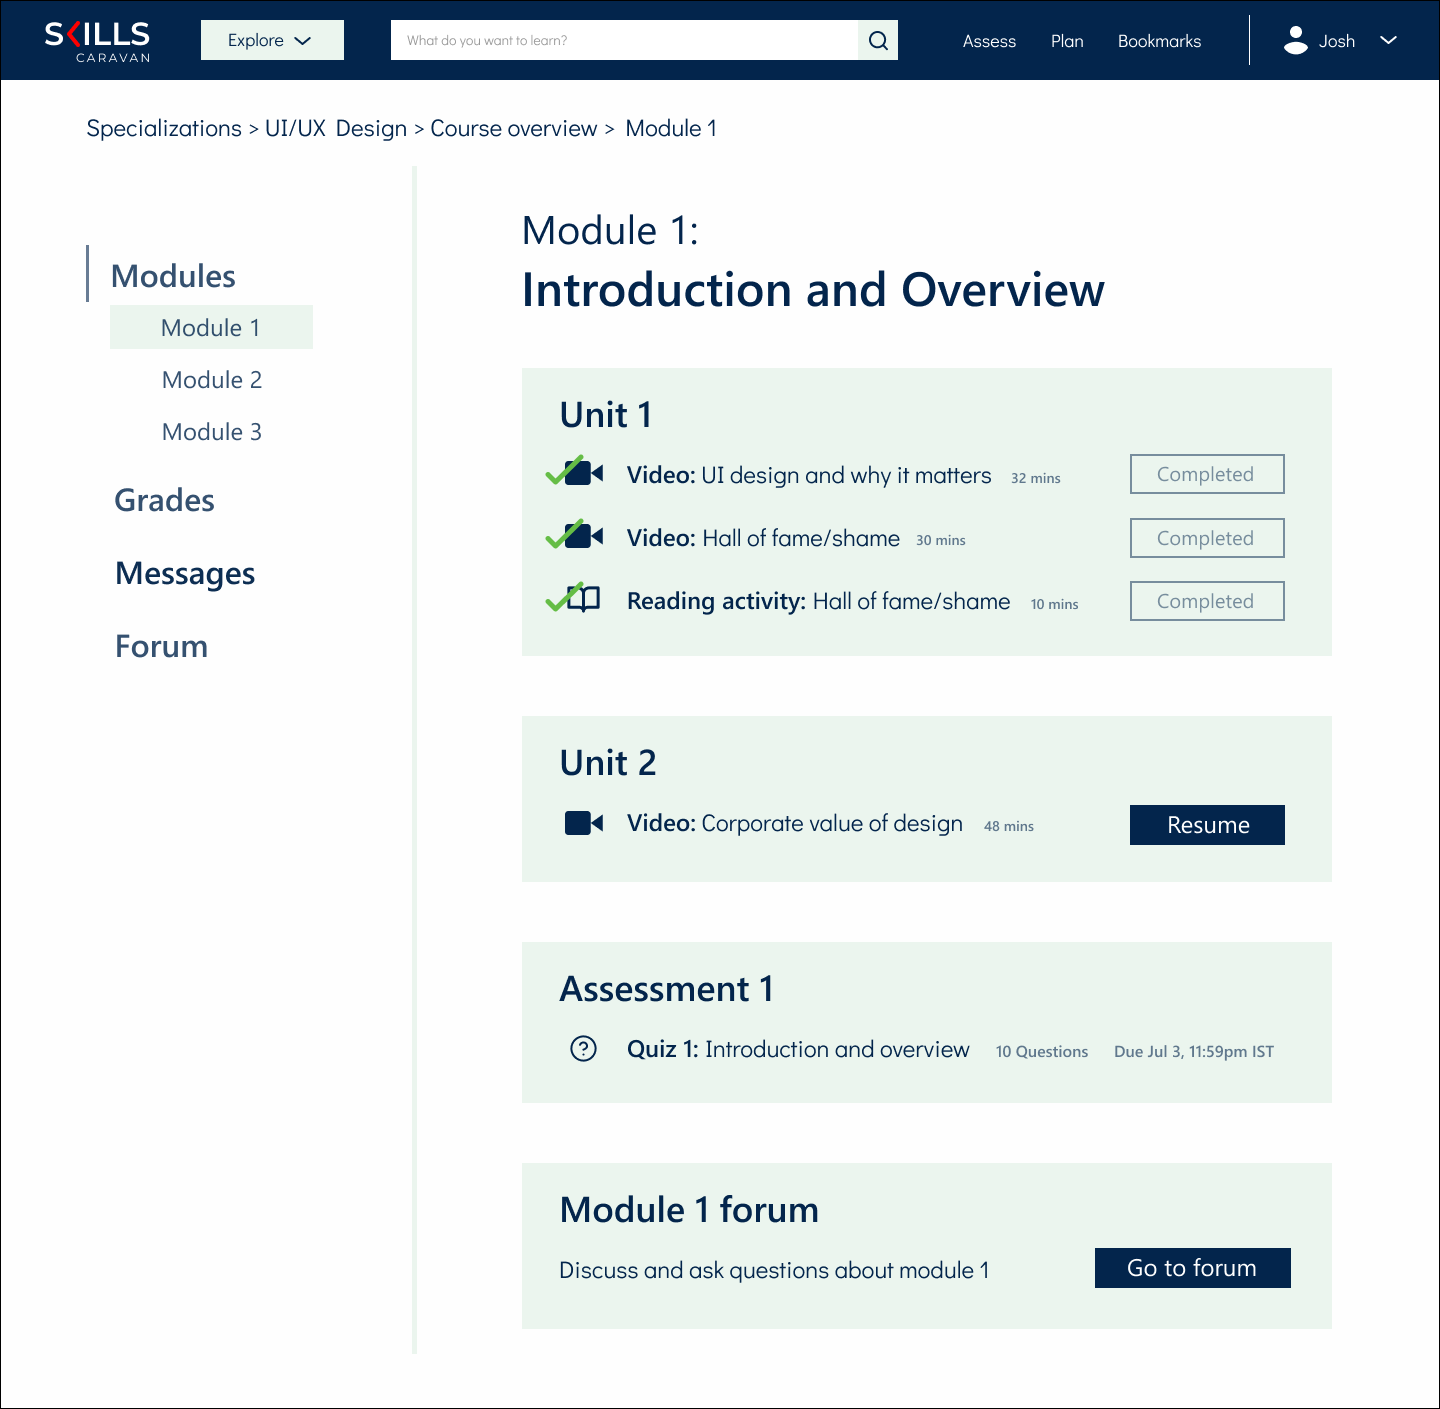 SKILLS
CARAVAN
Explore
What do you want to learn?
Assess
Plan
Bookmarks
Josh
Specializations > UI/UX Design > Course overview > Module 1
Modules
Module 1
Module 2
Module 3
Grades
Messages
Forum
Module 1:
Introduction and Overview
Unit 1
Video: UI design and why it matters 32 mins Completed
Video: Hall of fame/shame 30 mins Completed
Reading activity: Hall of fame/shame 10 mins Completed
Unit 2
Video: Corporate value of design 48 mins Resume
Assessment 1
Quiz 1: Introduction and overview 10 Questions Due Jul 3, 11:59pm IST
Module 1 forum
Discuss and ask questions about module 1 Go to forum